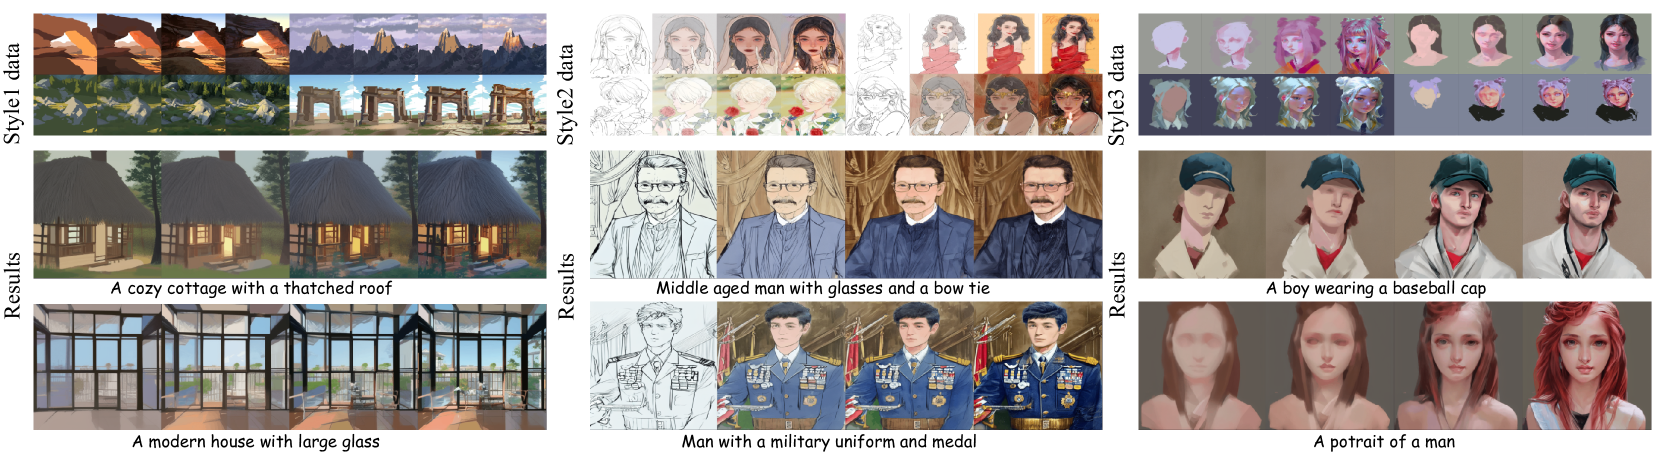 Style1 data
Style2 data
Style3 data
Results
A cozy cottage with a thatched roof
A modern house with large glass
Results
Middle aged man with glasses and a bow tie
Man with a military uniform and medal
Results
A boy wearing a baseball cap
A potrait of a man